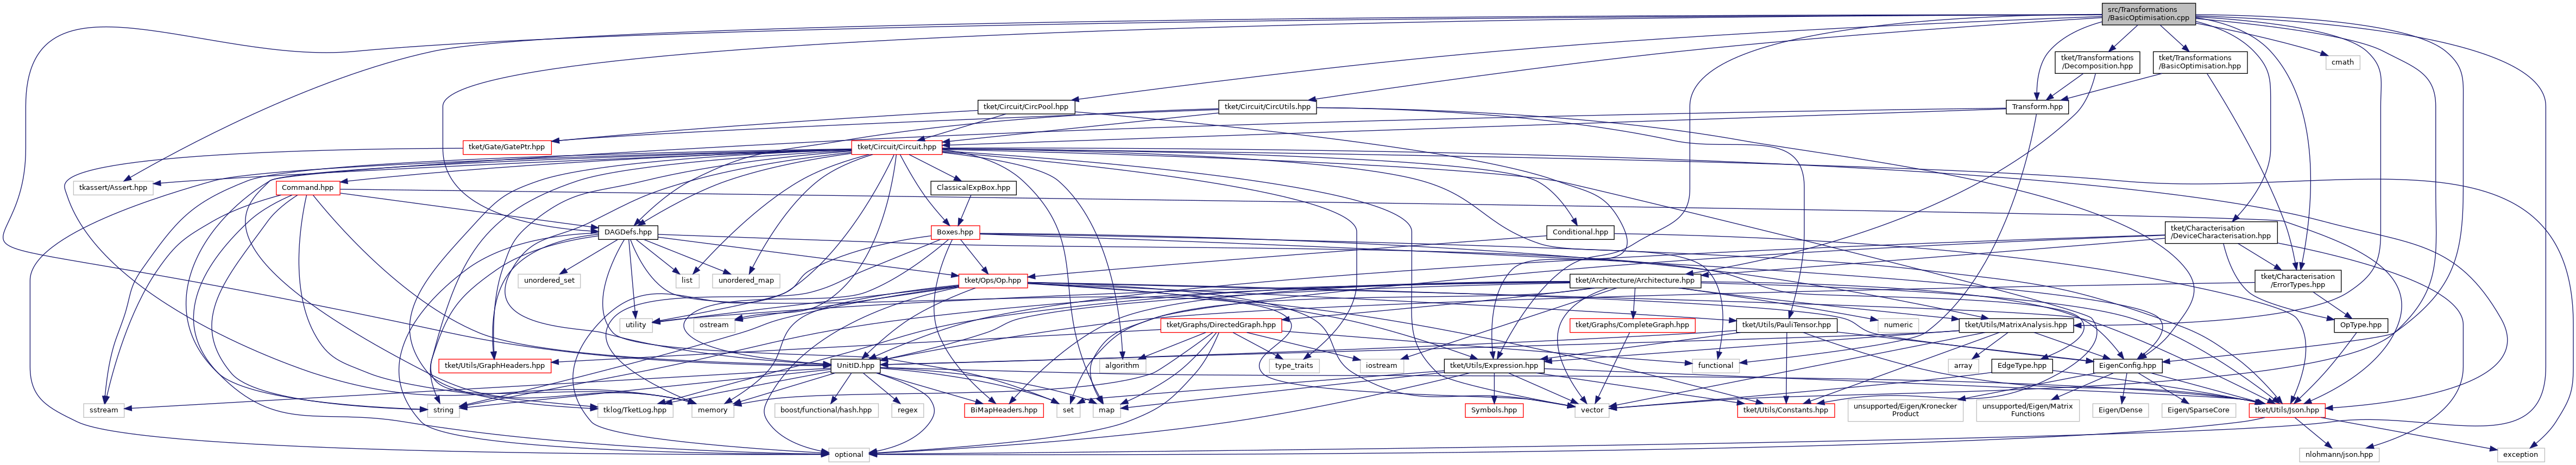 src/Transformations
/BasicOptimisation.cpp
tket/Transformations
/Decomposition.hpp
tket/Transformations
/BasicOptimisation.hpp
cmath
tket/Circuit/CircPool.hpp
tket/Circuit/CircUtils.hpp
Transform.hpp
tket/Gate/GatePtr.hpp
tket/Circuit/Circuit.hpp
tkassert/Assert.hpp
Command.hpp
ClassicalExpBox.hpp
DAGDefs.hpp
Boxes.hpp
Conditional.hpp
tket/Characterisation
/DeviceCharacterisation.hpp
unordered_set
list
unordered_map
tket/Ops/Op.hpp
tket/Architecture/Architecture.hpp
tket/Characterisation
/ErrorTypes.hpp
utility
ostream
tket/Graphs/DirectedGraph.hpp
tket/Graphs/CompleteGraph.hpp
tket/Utils/PauliTensor.hpp
numeric
tket/Utils/MatrixAnalysis.hpp
OpType.hpp
tket/Utils/GraphHeaders.hpp
UnitID.hpp
algorithm
type_traits
iostream
tket/Utils/Expression.hpp
functional
array
EdgeType.hpp
EigenConfig.hpp
sstream
string
tklog/TketLog.hpp
memory
boost/functional/hash.hpp
regex
BiMapHeaders.hpp
set
map
Symbols.hpp
vector
tket/Utils/Constants.hpp
unsupported/Eigen/Kronecker
Product
unsupported/Eigen/Matrix
Functions
Eigen/Dense
Eigen/SparseCore
tket/Utils/Json.hpp
optional
nlohmann/json.hpp
exception